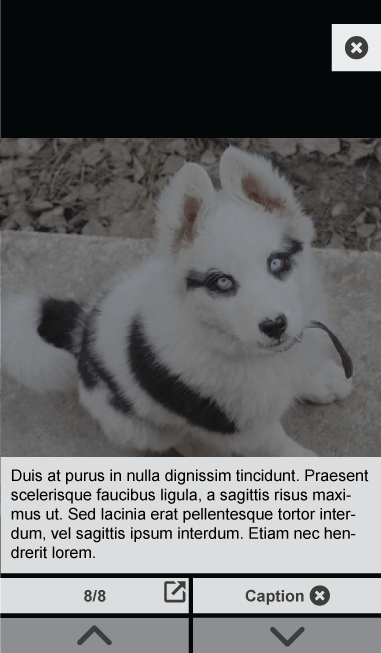 Duis at purus in nulla dignissim tincidunt. Praesent
scelerisque faucibus ligula, a sagittis risus maxi-
mus ut. Sed lacinia erat pellentesque tortor inter-
dum, vel sagittis ipsum interdum. Etiam nec hen-
drerit lorem.
8/8
Caption